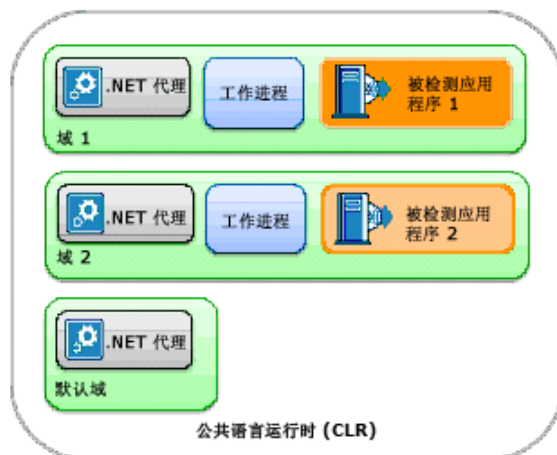 .NET 代理
工作进程
被检测应用
程序 1
域 1
.NET 代理
工作进程
被检测应用
程序 2
域 2
.NET 代理
默认域
公共语言运行时 (CLR)